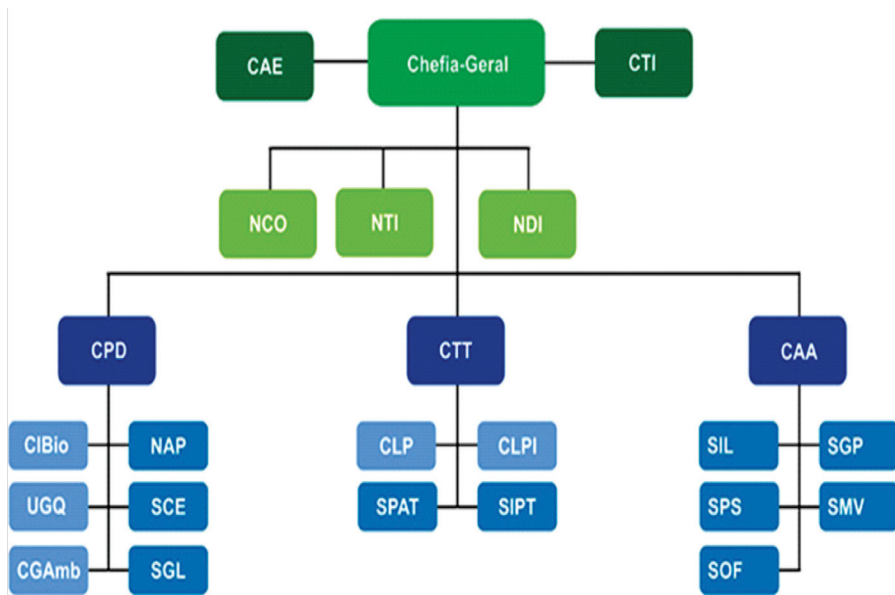 CAE
Chefia-Geral
CTI
NCO
NTI
NDI
CPD
CTT
CAA
CIBio
NAP
CLP
CLPI
SIL
SGP
UGQ
SCE
SPAT
SIPT
SPS
SMV
CGAmb
SGL
SOF